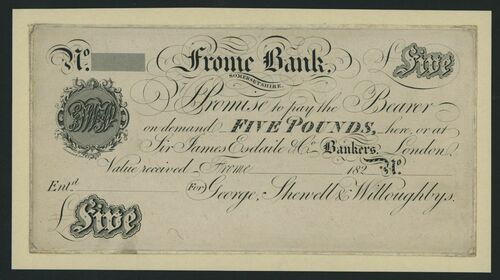 No.
Frome Bank,
SOMERSETSHIRE.
£ Five
I Promise to pay the Bearer
on demand FIVE POUNDS, here, or at
Sir James Esdaile & Co. Bankers, London,
Value received Frome 182 No.
Entd.
(For) George, Shewell & Willoughbys.
£ Five